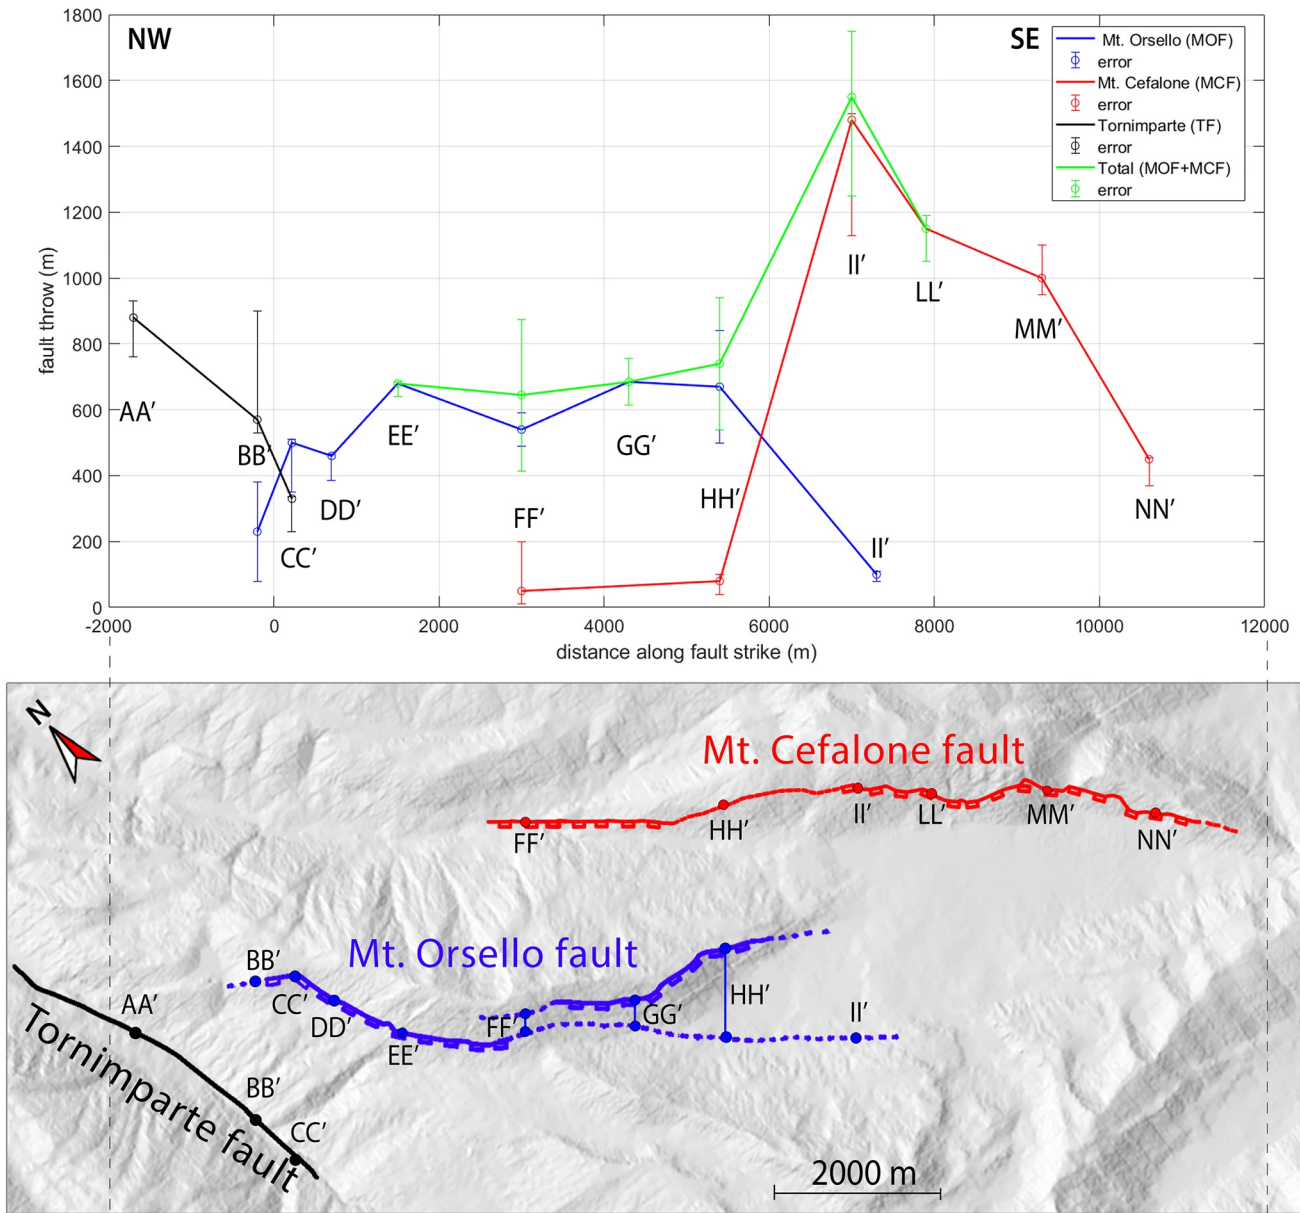 NW
SE
Mt. Orsello (MOF)
error
Mt. Cefalone (MCF)
error
Tornimparte (TF)
error
Total (MOF+MCF)
error
fault throw (m)
1800
1600
1400
1200
1000
800
600
400
200
0
AA′
BB′
CC′
DD′
EE′
FF′
GG′
HH′
II′
II′
LL′
MM′
NN′
-2000
0
2000
4000
6000
8000
10000
12000
distance along fault strike (m)
N
Mt. Cefalone fault
FF′
HH′
II′
LL′
MM′
NN′
Mt. Orsello fault
BB′
CC′
DD′
EE′
FF′
GG′
HH′
II′
AA′
BB′
CC′
Tornimparte fault
2000 m